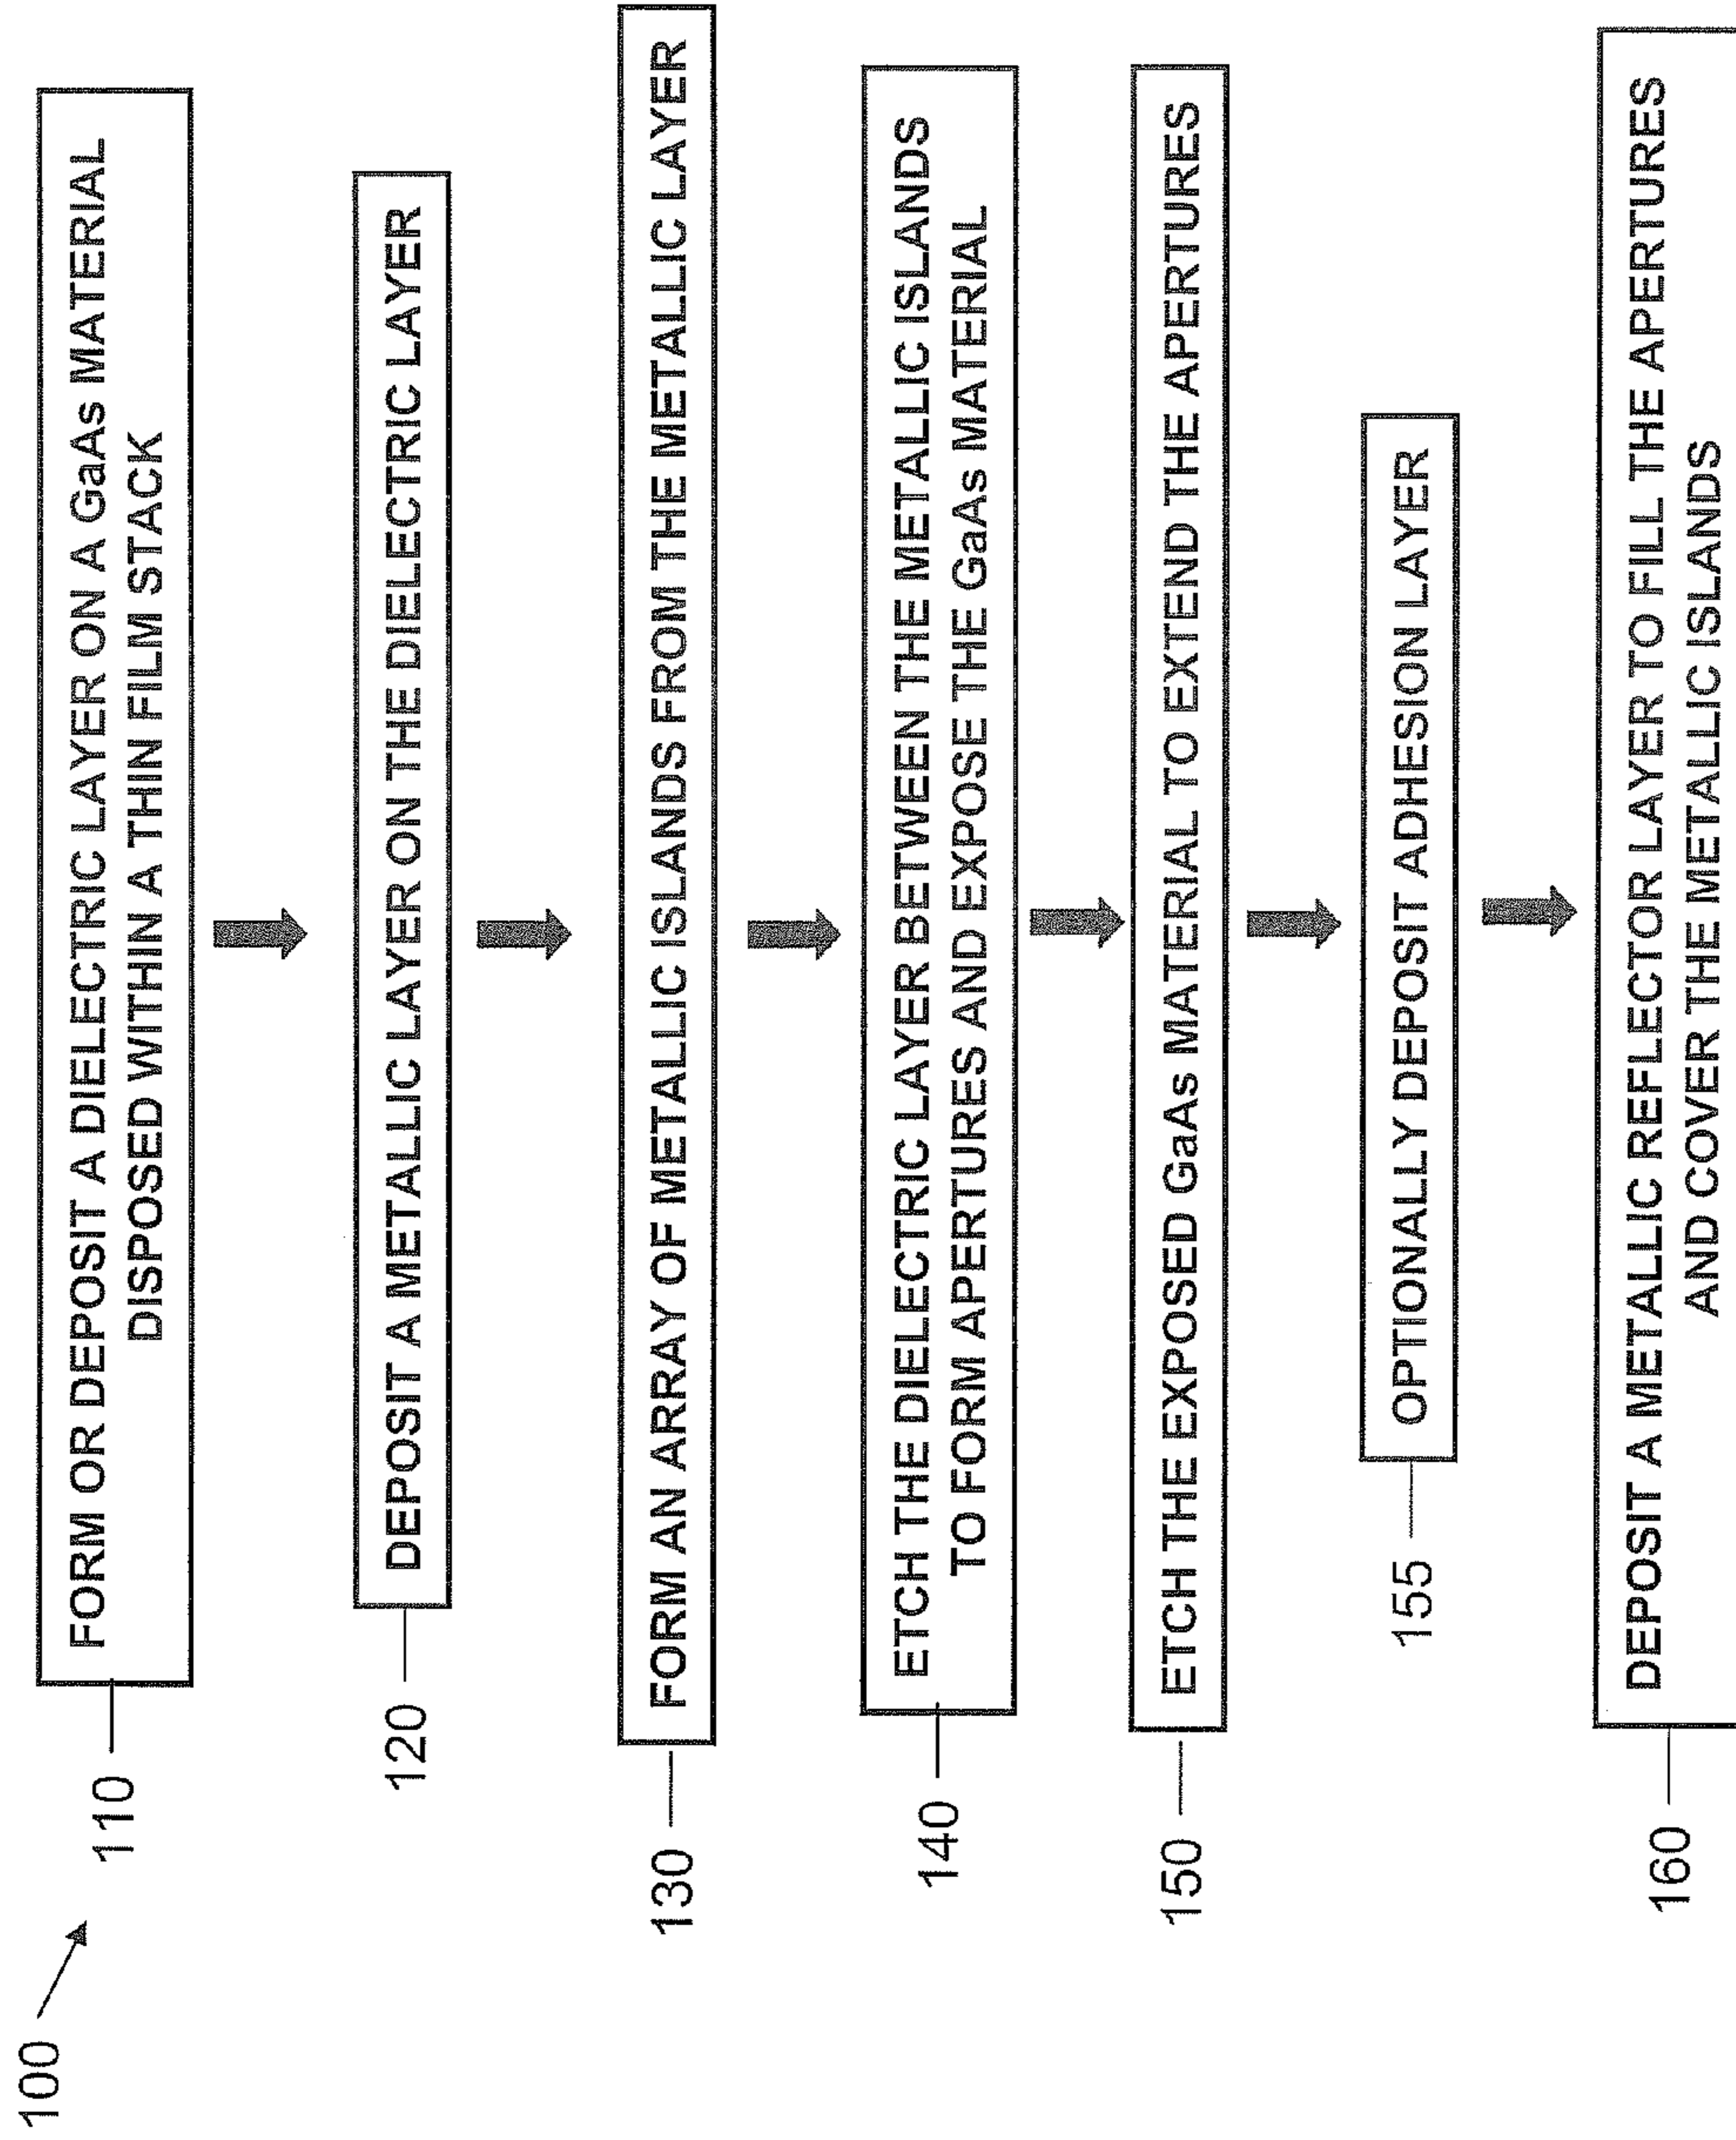 100
110
FORM OR DEPOSIT A DIELECTRIC LAYER ON A GaAs MATERIAL
DISPOSED WITHIN A THIN FILM STACK
120
DEPOSIT A METALLIC LAYER ON THE DIELECTRIC LAYER
130
FORM AN ARRAY OF METALLIC ISLANDS FROM THE METALLIC LAYER
140
ETCH THE DIELECTRIC LAYER BETWEEN THE METALLIC ISLANDS
TO FORM APERTURES AND EXPOSE THE GaAs MATERIAL
150
ETCH THE EXPOSED GaAs MATERIAL TO EXTEND THE APERTURES
155
OPTIONALLY DEPOSIT ADHESION LAYER
160
DEPOSIT A METALLIC REFLECTOR LAYER TO FILL THE APERTURES
AND COVER THE METALLIC ISLANDS